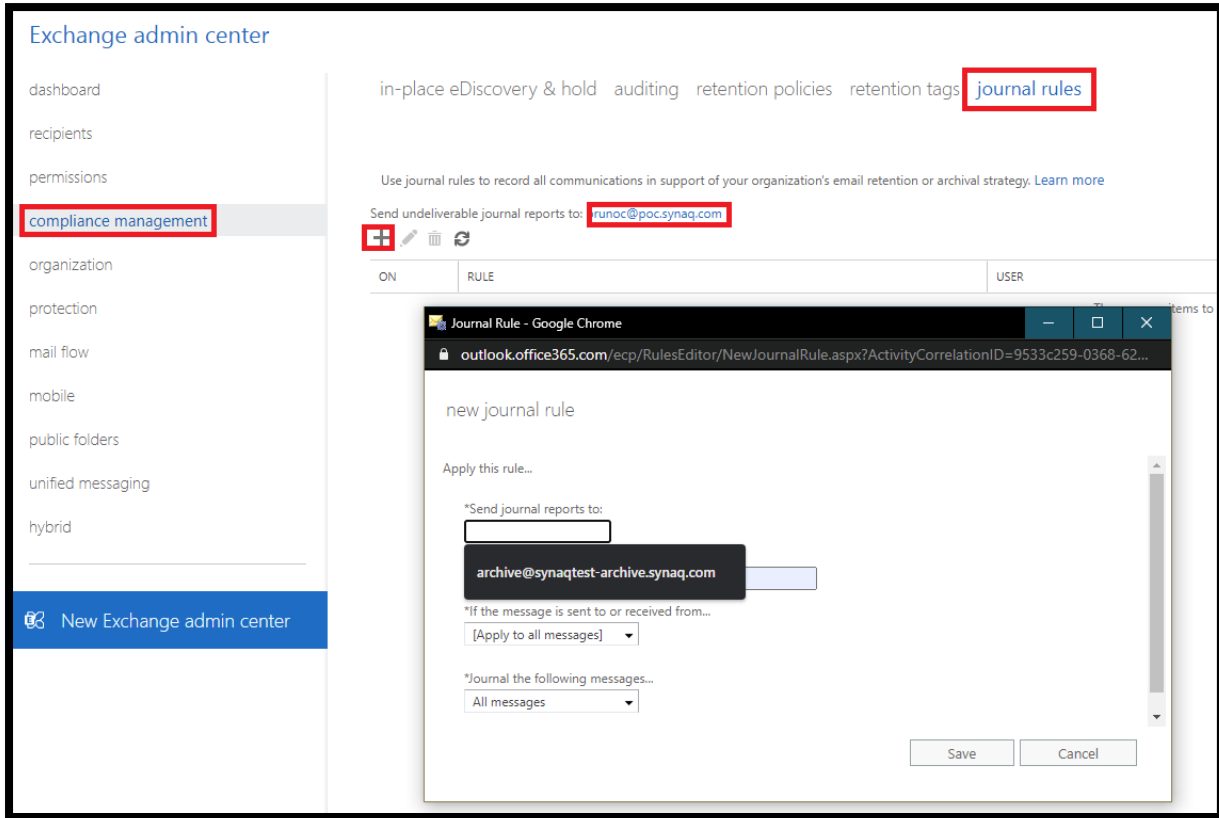 Exchange admin center
dashboard
recipients
permissions
compliance management
organization
protection
mail flow
mobile
public folders
unified messaging
hybrid
New Exchange admin center
in-place eDiscovery & hold auditing retention policies retention tags journal rules
Use journal rules to record all communications in support of your organization's email retention or archival strategy. Learn more
Send undeliverable journal reports to: brunoc@poc.synaq.com
ON RULE USER
items to
Journal Rule - Google Chrome
outlook.office365.com/ecp/RulesEditor/NewJournalRule.aspx?ActivityCorrelationID=9533c259-0368-62...
new journal rule
Apply this rule...
*Send journal reports to:
archive@synaqtest-archive.synaq.com
*If the message is sent to or received from...
[Apply to all messages]
*Journal the following messages...
All messages
Save Cancel